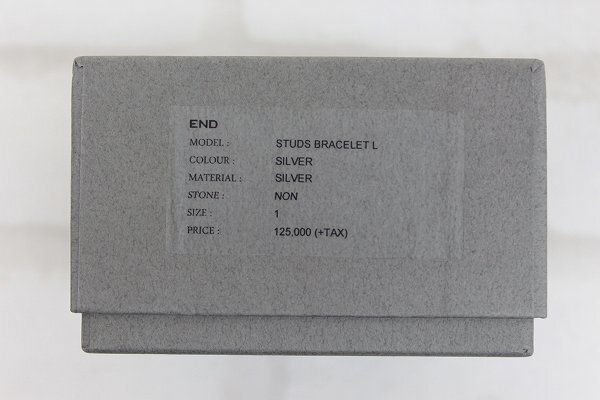 END
MODEL : STUDS BRACELET L
COLOUR : SILVER
MATERIAL : SILVER
STONE : NON
SIZE : 1
PRICE : 125,000 (+TAX)